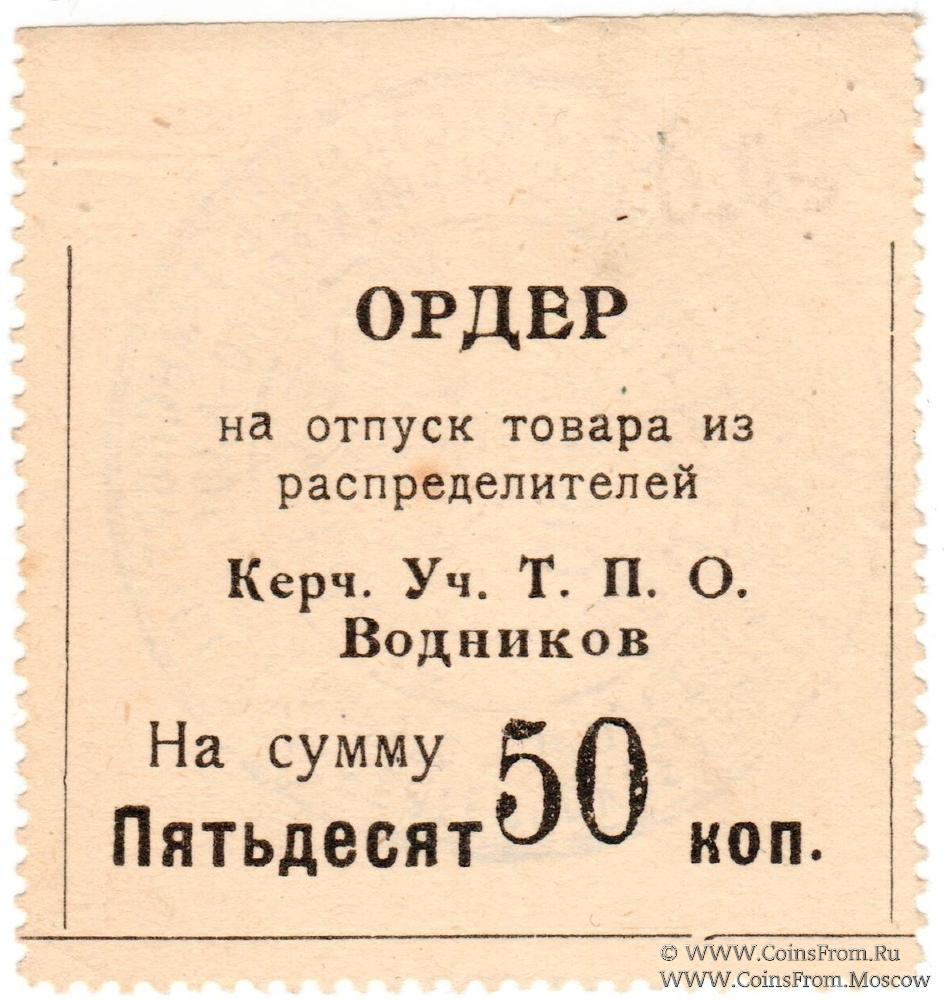 ОРДЕР
на отпуск товара из
распределителей
Керч. Уч. Т. П. О.
Водников
На сумму 50
Пятьдесят коп.
© WWW.CoinsFrom.Ru
WWW.CoinsFrom.Moscow